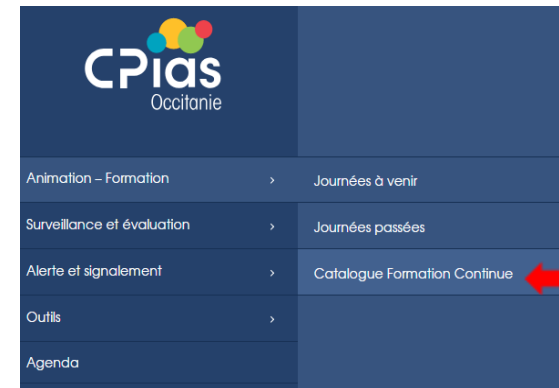 CPias
Occitanie
Animation – Formation
Surveillance et évaluation
Alerte et signalement
Outils
Agenda
Journées à venir
Journées passées
Catalogue Formation Continue